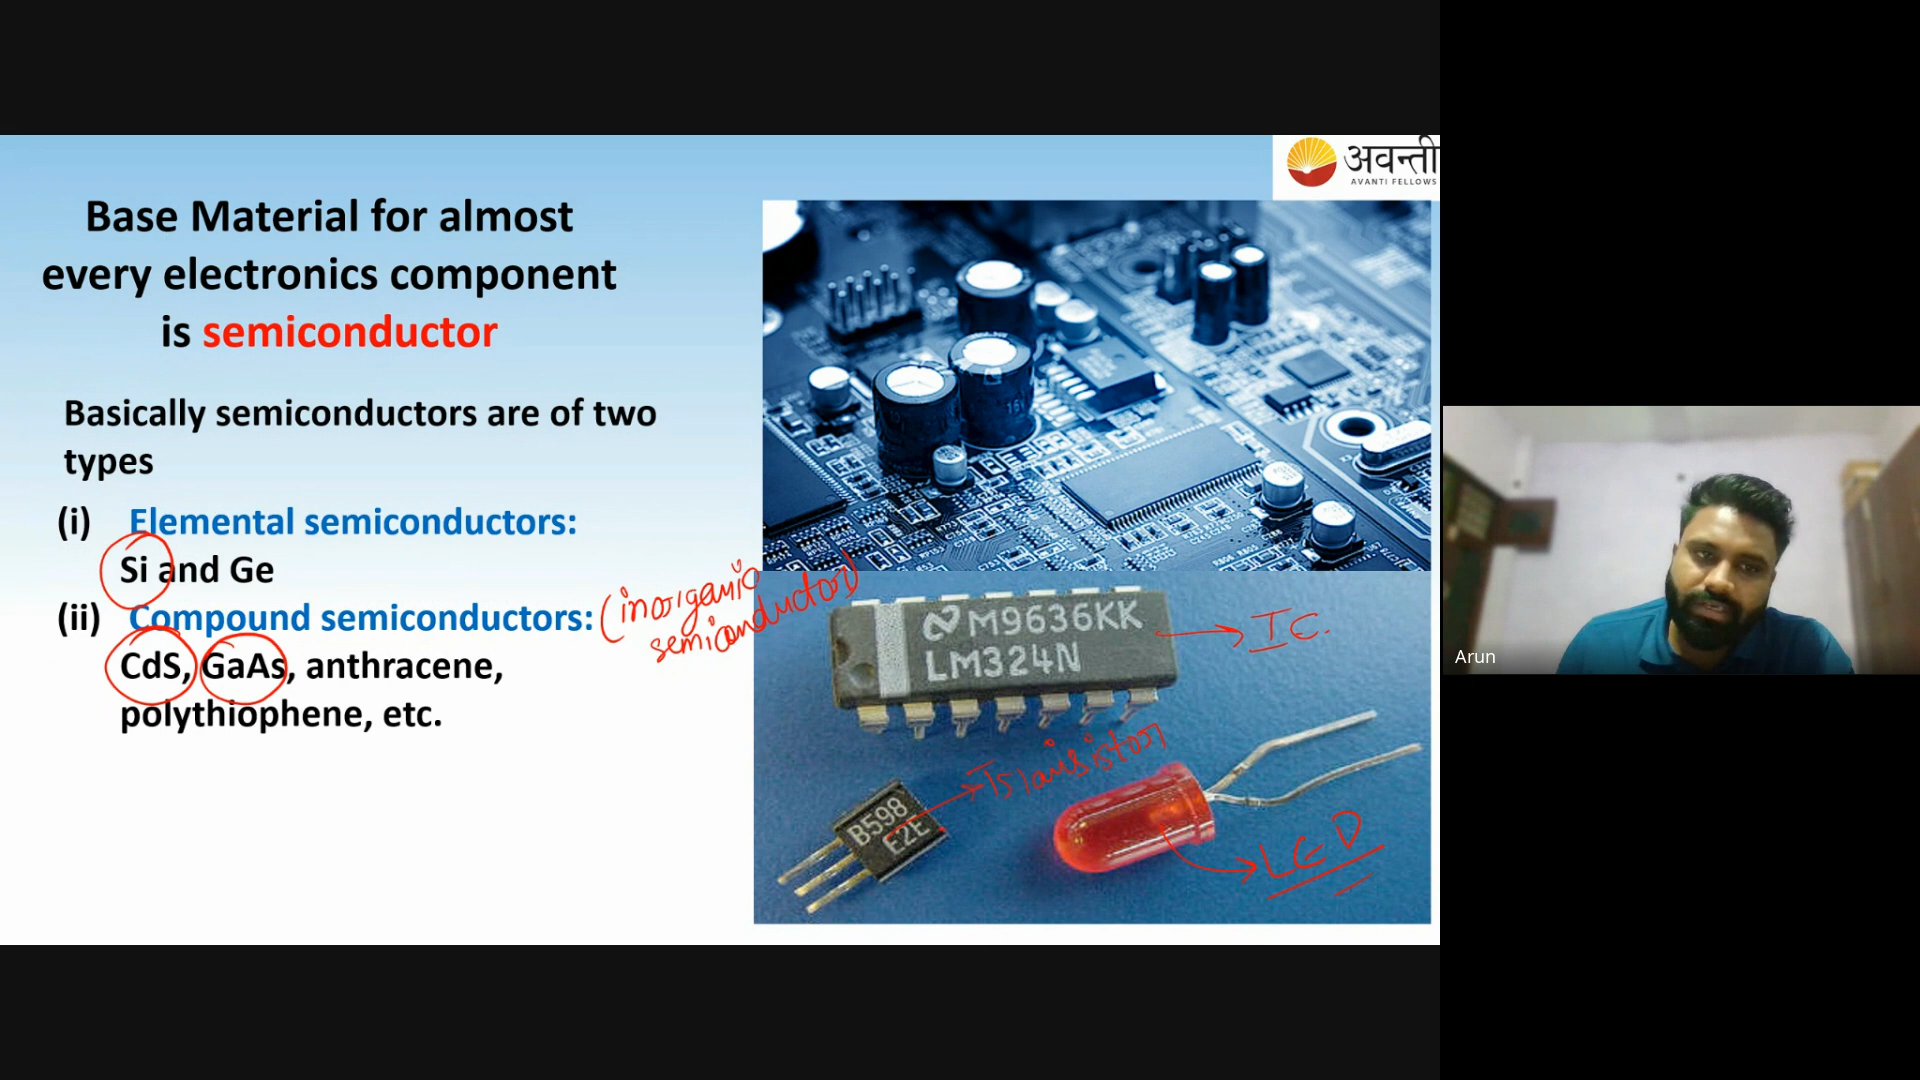 अवन्ती
AVANTI FELLOWS
Base Material for almost
every electronics component
is semiconductor
Basically semiconductors are of two
types
(i) Elemental semiconductors:
Si and Ge
(ii) Compound semiconductors:
(inorganic
semiconductor)
CdS, GaAs, anthracene,
polythiophene, etc.
M9636KK
LM324N
IC.
Transistor
B598
E2E
LED
Arun